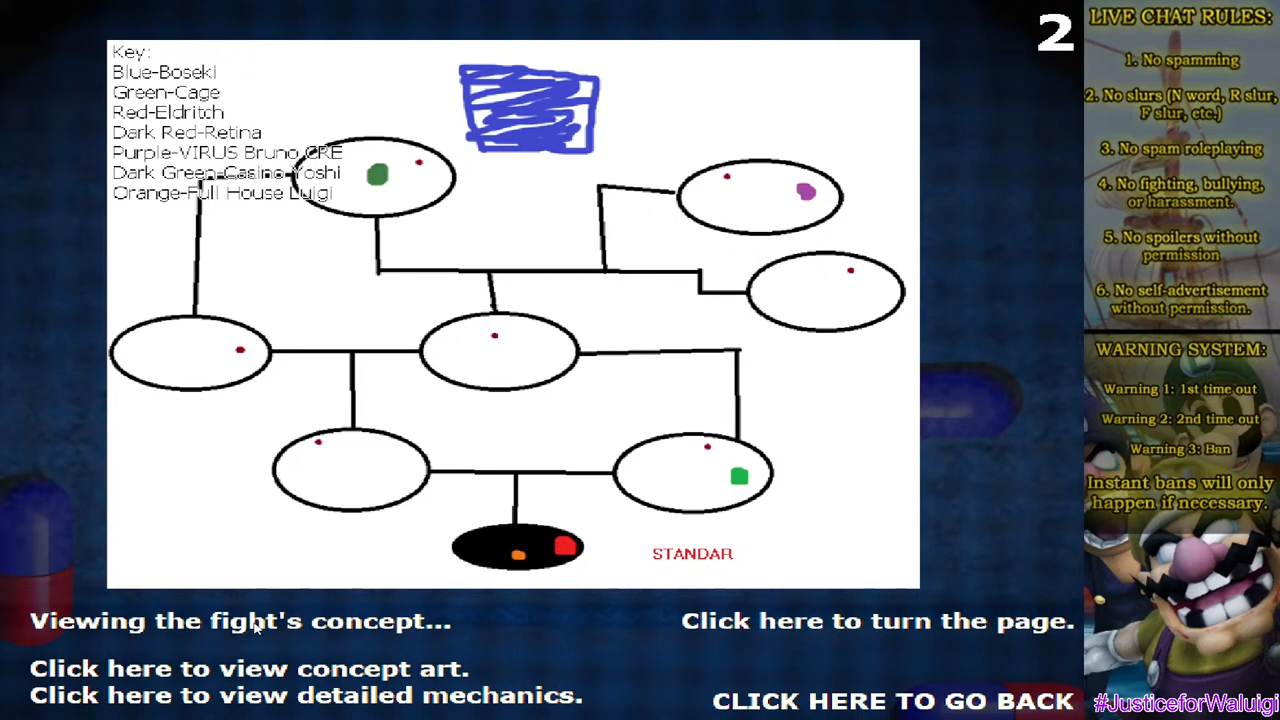 Key:
Blue-Boseki
Green-Cage
Red-Eldritch
Dark Red-Retina
Purple-VIRUS Bruno CRE
Dark Green-Casino Yoshi
Orange-Full House Luigi
2
STANDAR
Viewing the fight's concept...
Click here to turn the page.
Click here to view concept art.
Click here to view detailed mechanics.
CLICK HERE TO GO BACK
LIVE CHAT RULES:
1. No spamming
2. No slurs (N word, R slur,
F slur, etc.)
3. No spam roleplaying
4. No fighting, bullying,
or harassment.
5. No spoilers without
permission
6. No self-advertisement
without permission.
WARNING SYSTEM:
Warning 1: 1st time out
Warning 2: 2nd time out
Warning 3: Ban
Instant bans will only
happen if necessary.
#JusticeforWaluigi